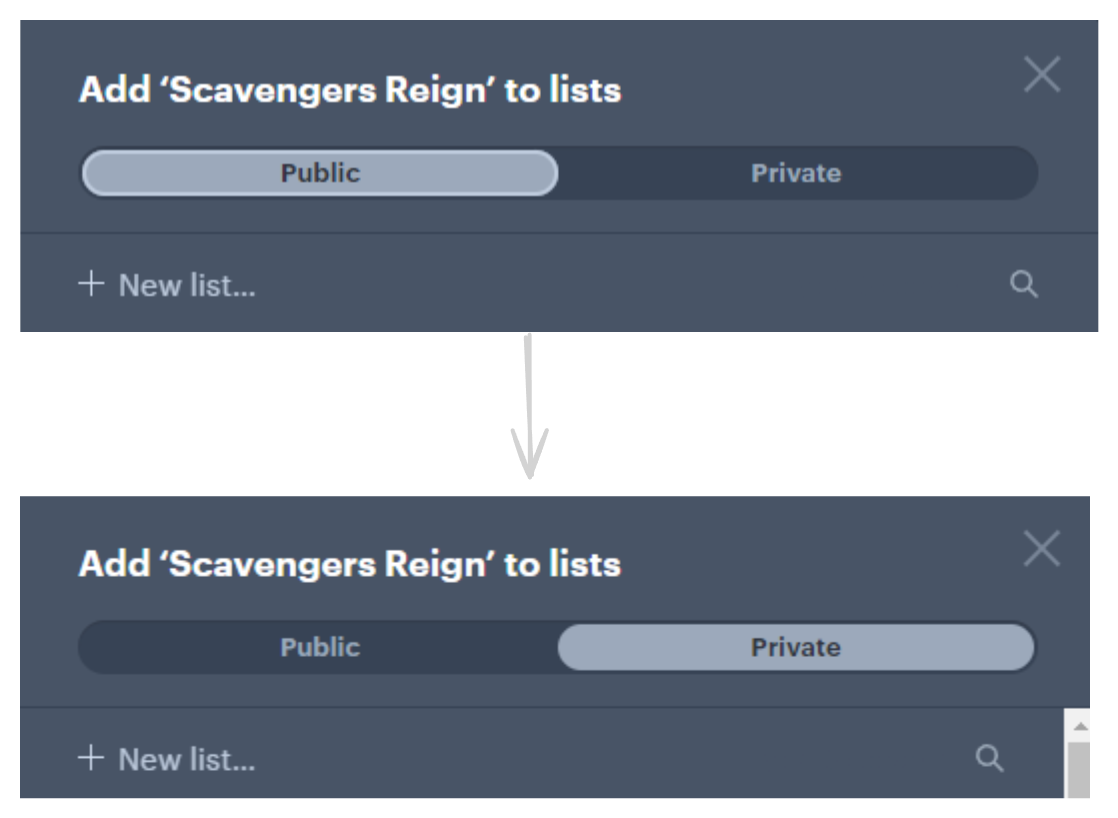 Add ‘Scavengers Reign’ to lists
Public Private
+ New list...
Add ‘Scavengers Reign’ to lists
Public Private
+ New list...